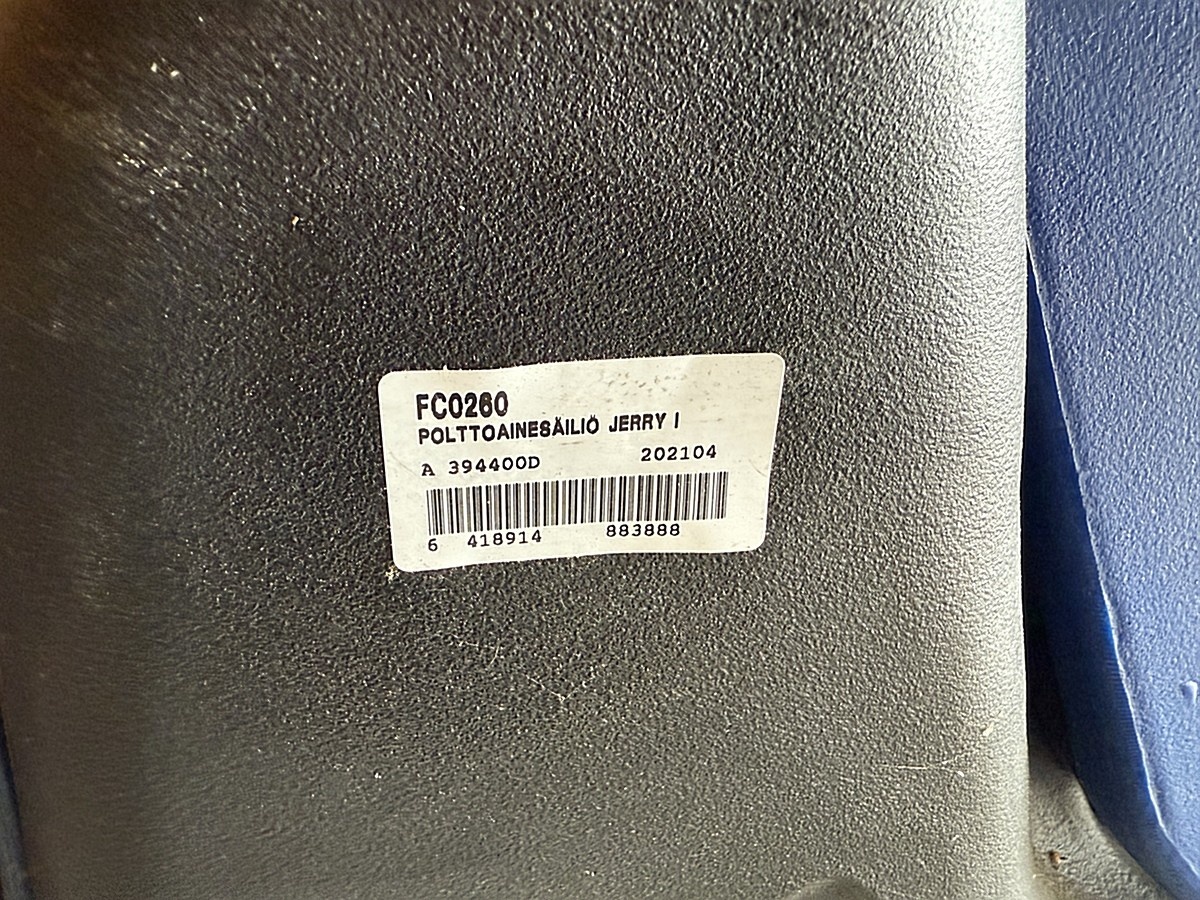 FC0260
POLTTOAINESÄILIÖ JERRY I
A 394400D 202104
6 418914 883888